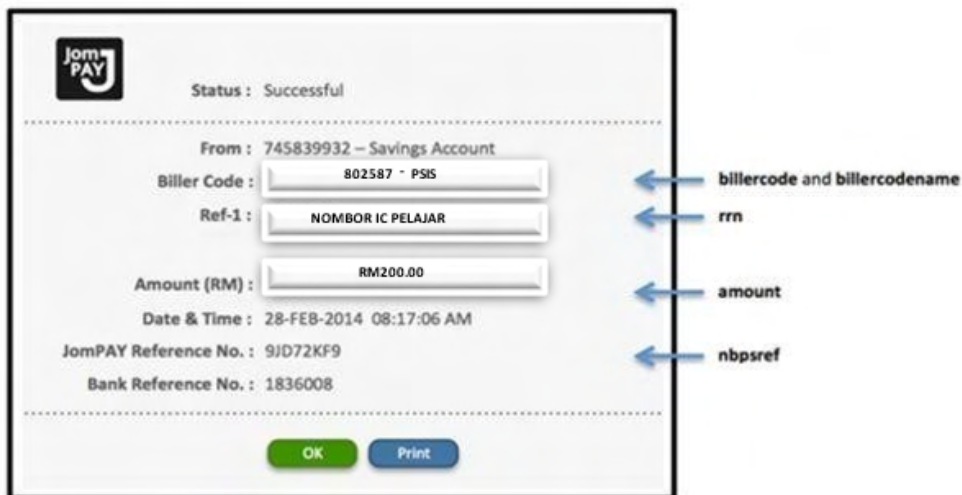 Jom
PAY
Status : Successful
From : 745839932 – Savings Account
Biller Code : 802587 - PSIS
billercode and billercodename
Ref-1 : NOMBOR IC PELAJAR
rrn
Amount (RM) : RM200.00
amount
Date & Time : 28-FEB-2014 08:17:06 AM
JomPAY Reference No. : 9JD72KF9
nbpsref
Bank Reference No. : 1836008
OK Print